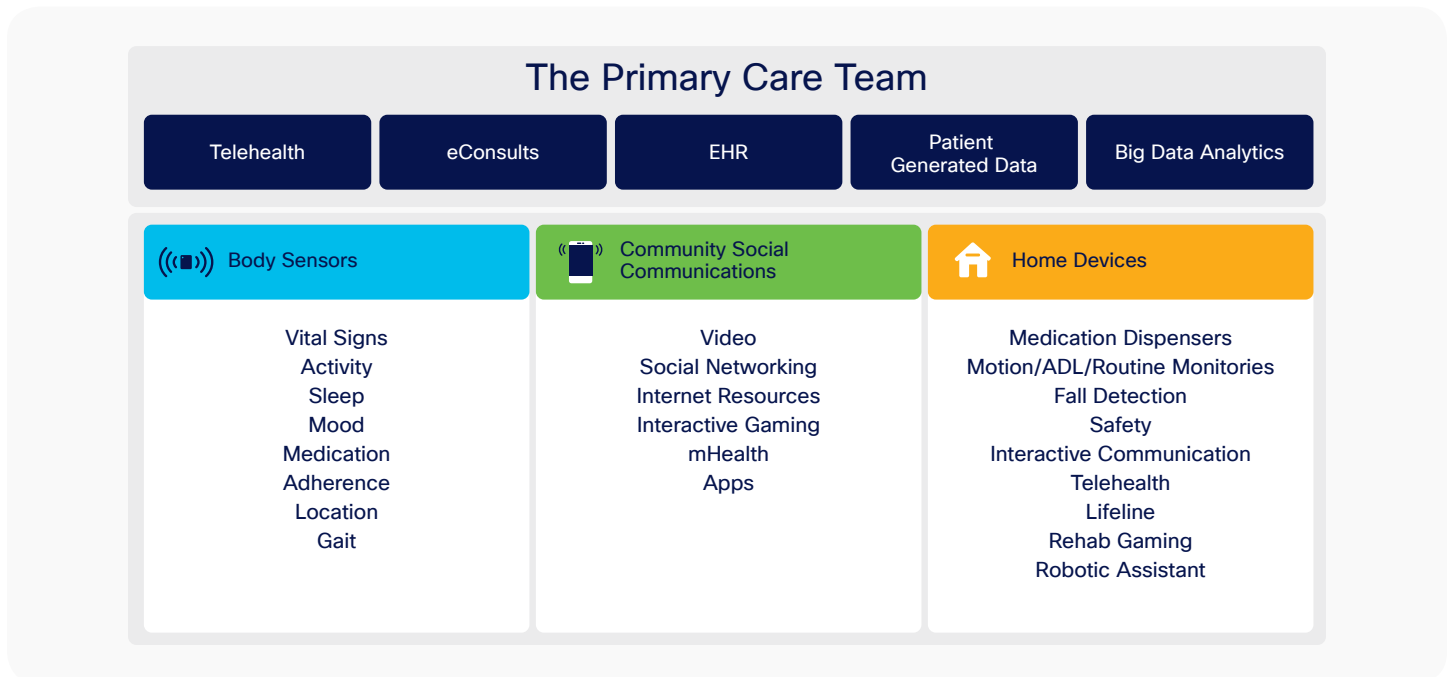 The Primary Care Team
Telehealth
eConsults
EHR
Patient
Generated Data
Big Data Analytics
Body Sensors
Vital Signs
Activity
Sleep
Mood
Medication
Adherence
Location
Gait
Community Social
Communications
Video
Social Networking
Internet Resources
Interactive Gaming
mHealth
Apps
Home Devices
Medication Dispensers
Motion/ADL/Routine Monitories
Fall Detection
Safety
Interactive Communication
Telehealth
Lifeline
Rehab Gaming
Robotic Assistant